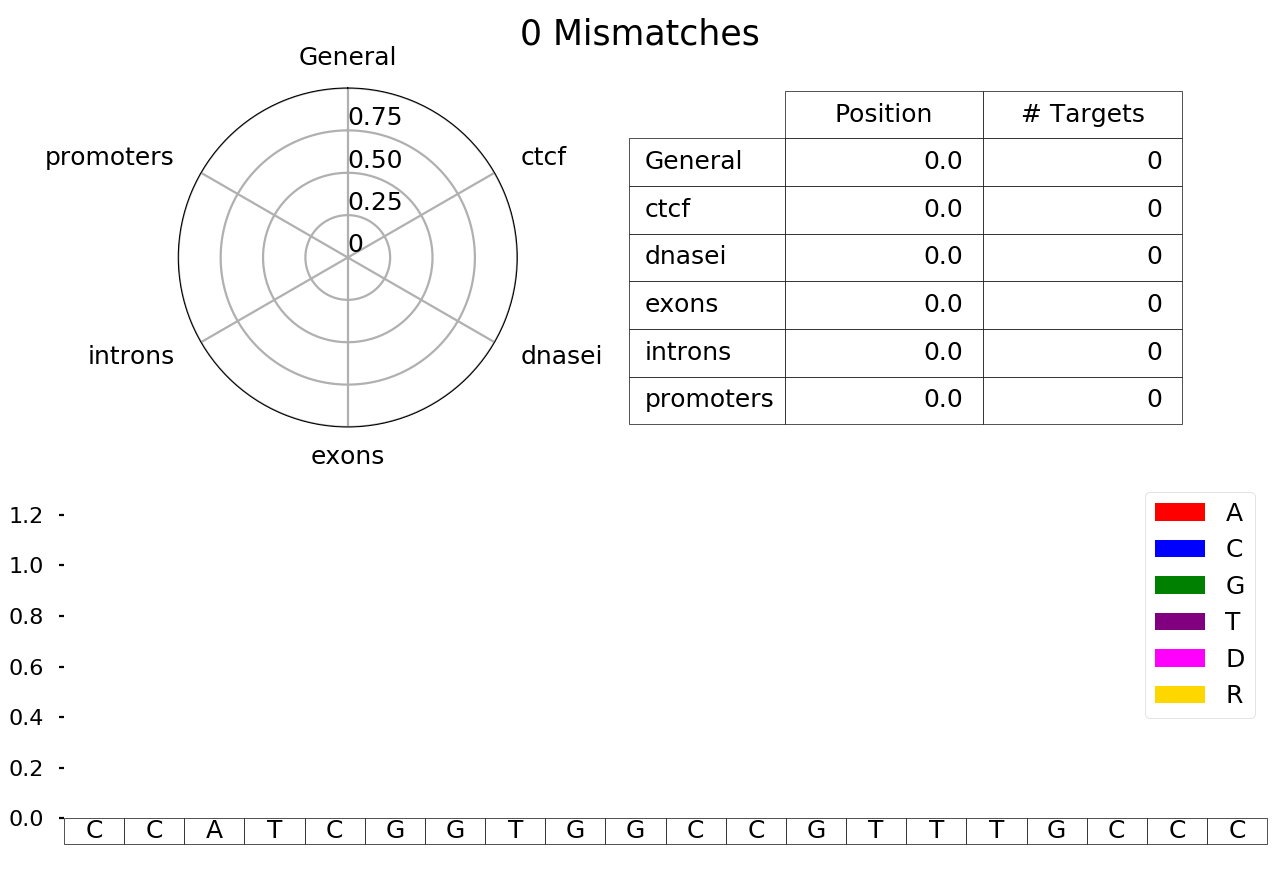 0 Mismatches
General
promoters
ctcf
0.75
0.50
0.25
0
introns
dnasei
exons
Position # Targets
General 0.0 0
ctcf 0.0 0
dnasei 0.0 0
exons 0.0 0
introns 0.0 0
promoters 0.0 0
1.2
1.0
0.8
0.6
0.4
0.2
0.0
C C A T C G G T G G C C G T T T G C C C
A
C
G
T
D
R